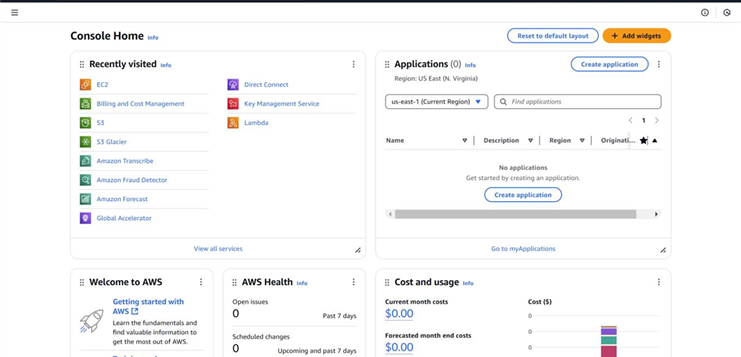 Console Home Info
Reset to default layout
+ Add widgets
Recently visited Info
EC2
Billing and Cost Management
S3
S3 Glacier
Amazon Transcribe
Amazon Fraud Detector
Amazon Forecast
Global Accelerator
Direct Connect
Key Management Service
Lambda
View all services
Applications (0) Info
Region: US East (N. Virginia)
Create application
us-east-1 (Current Region)
Find applications
1
Name Description Region Originati...
No applications
Get started by creating an application.
Create application
Go to myApplications
Welcome to AWS
Getting started with
AWS
Learn the fundamentals and
find valuable information to
get the most out of AWS.
AWS Health Info
Open issues
0 Past 7 days
Scheduled changes
0 Upcoming and past 7 days
Cost and usage Info
Current month costs
$0.00
Forecasted month end costs
$0.00
Cost ($)
0
0
0